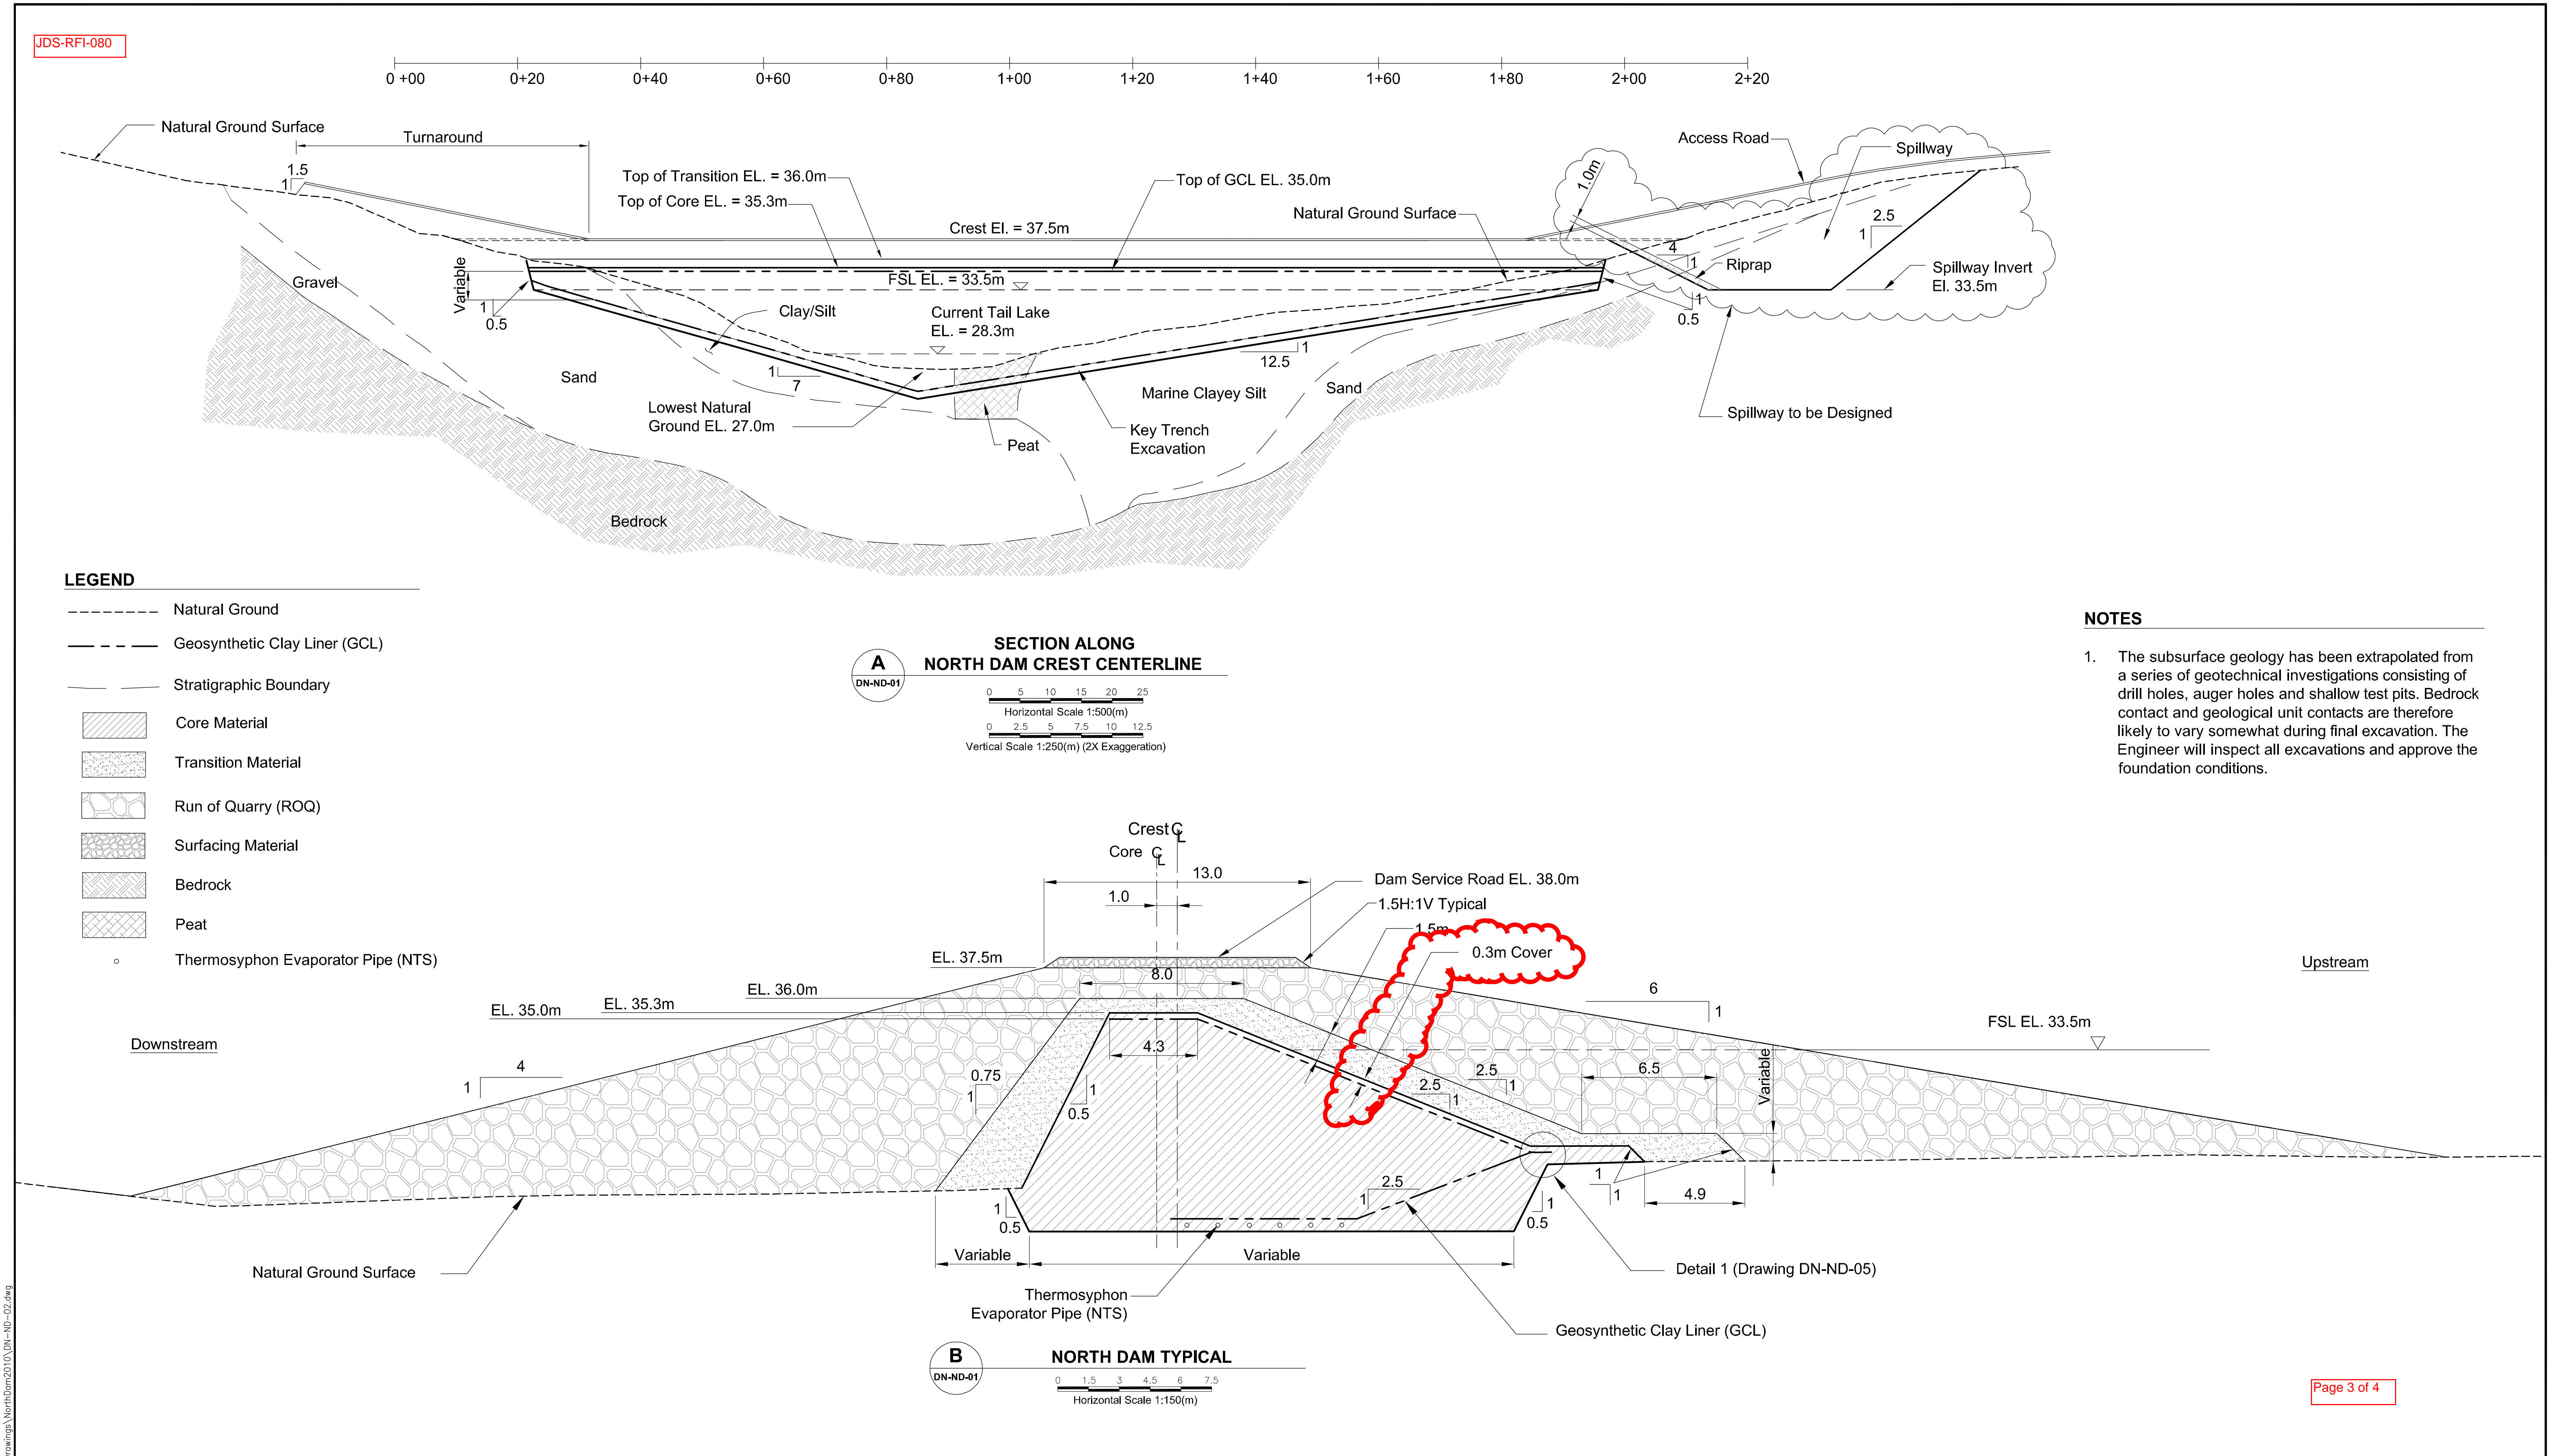 JDS-RFI-080
0 +00 0+20 0+40 0+60 0+80 1+00 1+20 1+40 1+60 1+80 2+00 2+20
Natural Ground Surface
Turnaround
1.5
1
Top of Transition EL. = 36.0m
Top of Core EL. = 35.3m
Top of GCL EL. 35.0m
Natural Ground Surface
Crest El. = 37.5m
1.0m
Access Road
Spillway
2.5
1
4
1
Riprap
Spillway Invert
El. 33.5m
Gravel
Variable
1
0.5
FSL EL. = 33.5m
Clay/Silt
Current Tail Lake
EL. = 28.3m
1
0.5
1
12.5
1
7
Sand
Marine Clayey Silt
Sand
Lowest Natural
Ground EL. 27.0m
Peat
Key Trench
Excavation
Spillway to be Designed
Bedrock
LEGEND
Natural Ground
Geosynthetic Clay Liner (GCL)
Stratigraphic Boundary
Core Material
Transition Material
Run of Quarry (ROQ)
Surfacing Material
Bedrock
Peat
Thermosyphon Evaporator Pipe (NTS)
A
DN-ND-01
SECTION ALONG
NORTH DAM CREST CENTERLINE
0 5 10 15 20 25
Horizontal Scale 1:500(m)
0 2.5 5 7.5 10 12.5
Vertical Scale 1:250(m) (2X Exaggeration)
NOTES
1. The subsurface geology has been extrapolated from
a series of geotechnical investigations consisting of
drill holes, auger holes and shallow test pits. Bedrock
contact and geological unit contacts are therefore
likely to vary somewhat during final excavation. The
Engineer will inspect all excavations and approve the
foundation conditions.
Crest CL
Core CL
13.0
1.0
Dam Service Road EL. 38.0m
1.5H:1V Typical
1.5m
0.3m Cover
EL. 37.5m
8.0
EL. 36.0m
EL. 35.3m
EL. 35.0m
Upstream
6
1
FSL EL. 33.5m
Downstream
4
1
4.3
0.75
1
1
0.5
2.5
1
2.5
1
6.5
Variable
1
0.5
1
2.5
1
0.5
1
1
4.9
Variable
Variable
Natural Ground Surface
Thermosyphon
Evaporator Pipe (NTS)
Detail 1 (Drawing DN-ND-05)
Geosynthetic Clay Liner (GCL)
B
DN-ND-01
NORTH DAM TYPICAL
0 1.5 3 4.5 6 7.5
Horizontal Scale 1:150(m)
Page 3 of 4
rawings\NorthDam2010\DN-ND-02.dwg